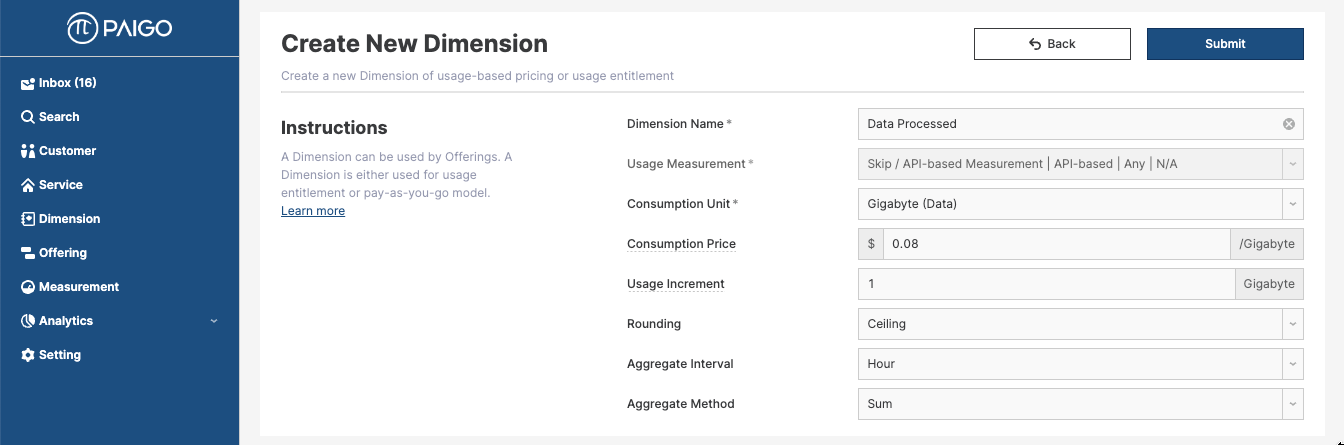 PAIGO
Inbox (16)
Search
Customer
Service
Dimension
Offering
Measurement
Analytics
Setting
Create New Dimension
Back
Submit
Create a new Dimension of usage-based pricing or usage entitlement
Instructions
A Dimension can be used by Offerings. A
Dimension is either used for usage
entitlement or pay-as-you-go model.
Learn more
Dimension Name * Data Processed
Usage Measurement * Skip / API-based Measurement | API-based | Any | N/A
Consumption Unit * Gigabyte (Data)
Consumption Price $ 0.08 /Gigabyte
Usage Increment 1 Gigabyte
Rounding Ceiling
Aggregate Interval Hour
Aggregate Method Sum